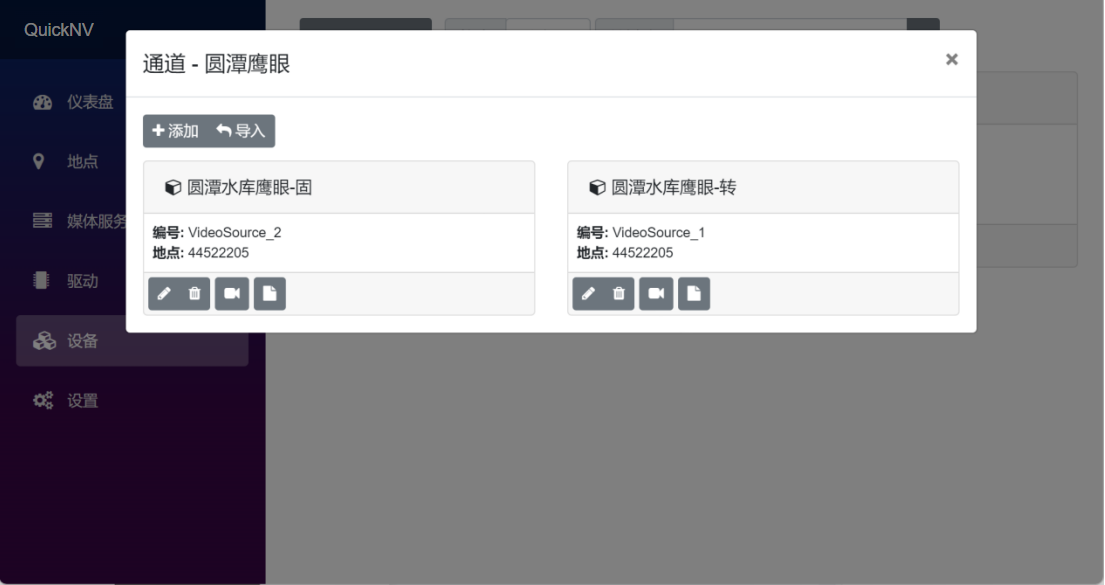 QuickNV
仪表盘
地点
媒体服务
驱动
设备
设置
通道 - 圆潭鹰眼
×
添加 导入
圆潭水库鹰眼-固
编号: VideoSource_2
地点: 44522205
圆潭水库鹰眼-转
编号: VideoSource_1
地点: 44522205